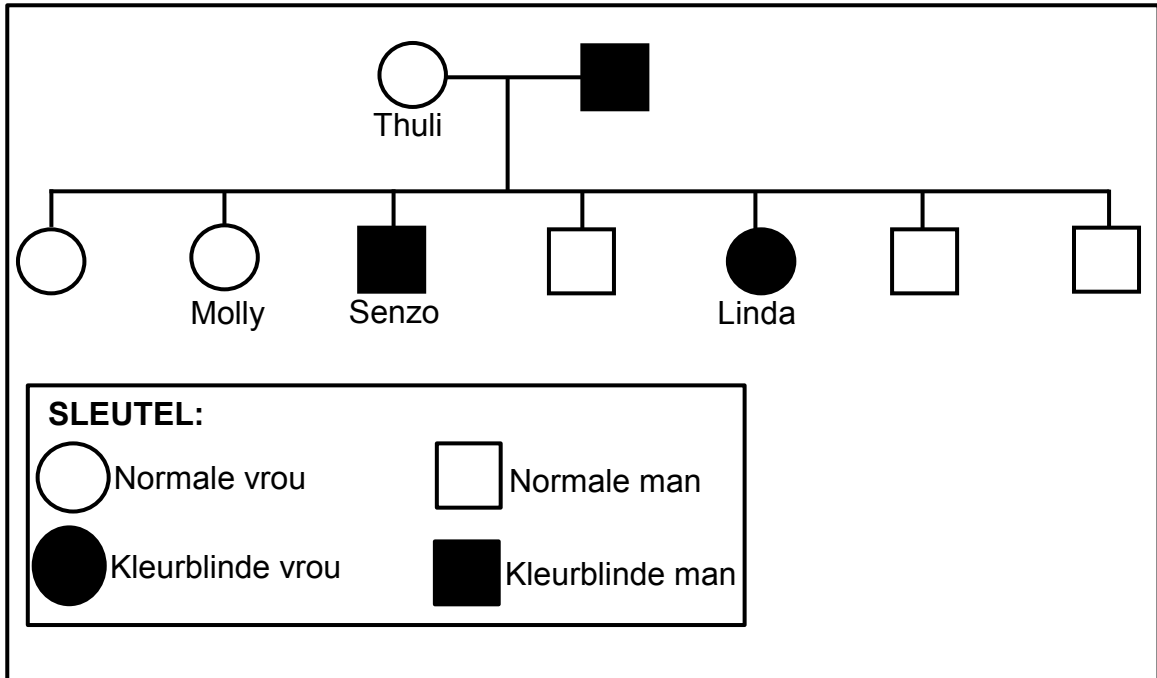 Thuli
Molly
Senzo
Linda
SLEUTEL:
Normale vrou
Normale man
Kleurblinde vrou
Kleurblinde man